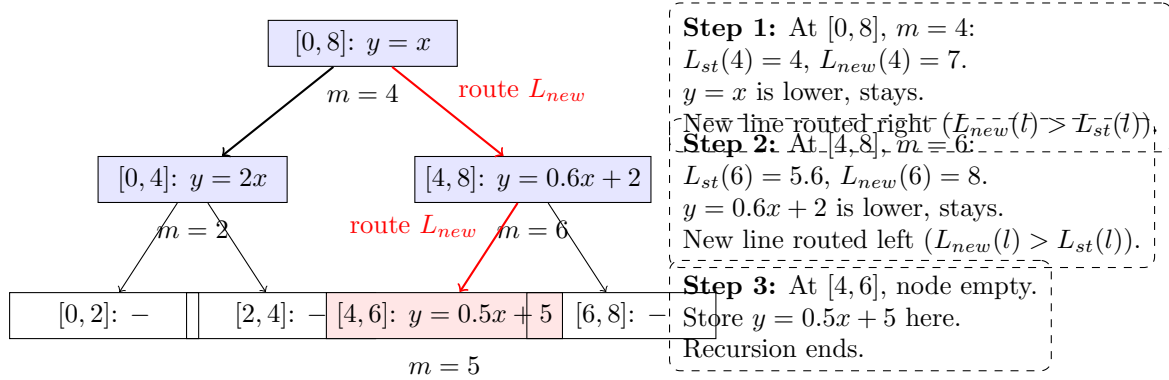 [0, 8]: y = x
m = 4
route L_new
[0, 4]: y = 2x
[4, 8]: y = 0.6x + 2
m = 2
route L_new
m = 6
[0, 2]: −
[2, 4]: −
[4, 6]: y = 0.5x + 5
[6, 8]: −
m = 5
Step 1: At [0, 8], m = 4:
L_st(4) = 4, L_new(4) = 7.
y = x is lower, stays.
New line routed right (L_new(l) > L_st(l)).
Step 2: At [4, 8], m = 6:
L_st(6) = 5.6, L_new(6) = 8.
y = 0.6x + 2 is lower, stays.
New line routed left (L_new(l) > L_st(l)).
Step 3: At [4, 6], node empty.
Store y = 0.5x + 5 here.
Recursion ends.